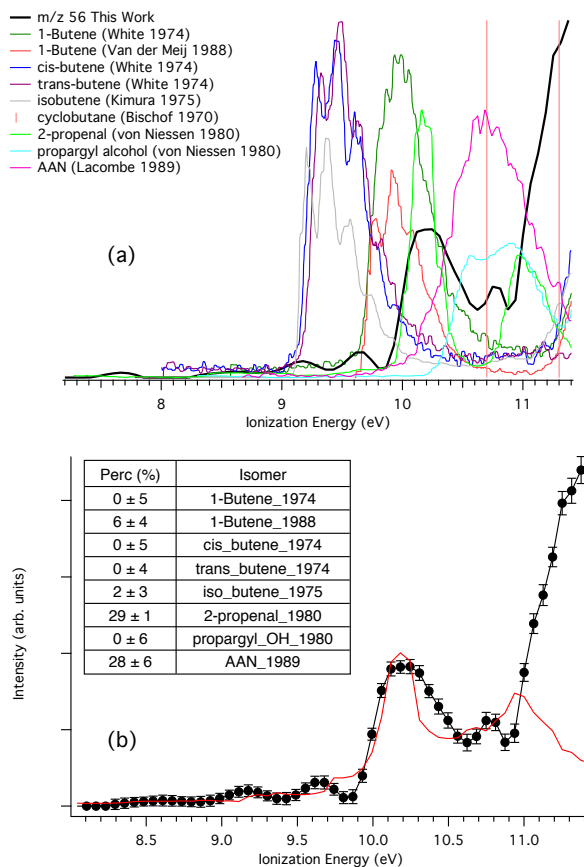 m/z 56 This Work
1-Butene (White 1974)
1-Butene (Van der Meij 1988)
cis-butene (White 1974)
trans-butene (White 1974)
isobutene (Kimura 1975)
cyclobutane (Bischof 1970)
2-propenal (von Niessen 1980)
propargyl alcohol (von Niessen 1980)
AAN (Lacombe 1989)
(a)
8 9 10 11
Ionization Energy (eV)
Perc (%) Isomer
0 ± 5 1-Butene_1974
6 ± 4 1-Butene_1988
0 ± 5 cis_butene_1974
0 ± 4 trans_butene_1974
2 ± 3 iso_butene_1975
29 ± 1 2-propenal_1980
0 ± 6 propargyl_OH_1980
28 ± 6 AAN_1989
Intensity (arb. units)
(b)
8.5 9.0 9.5 10.0 10.5 11.0
Ionization Energy (eV)